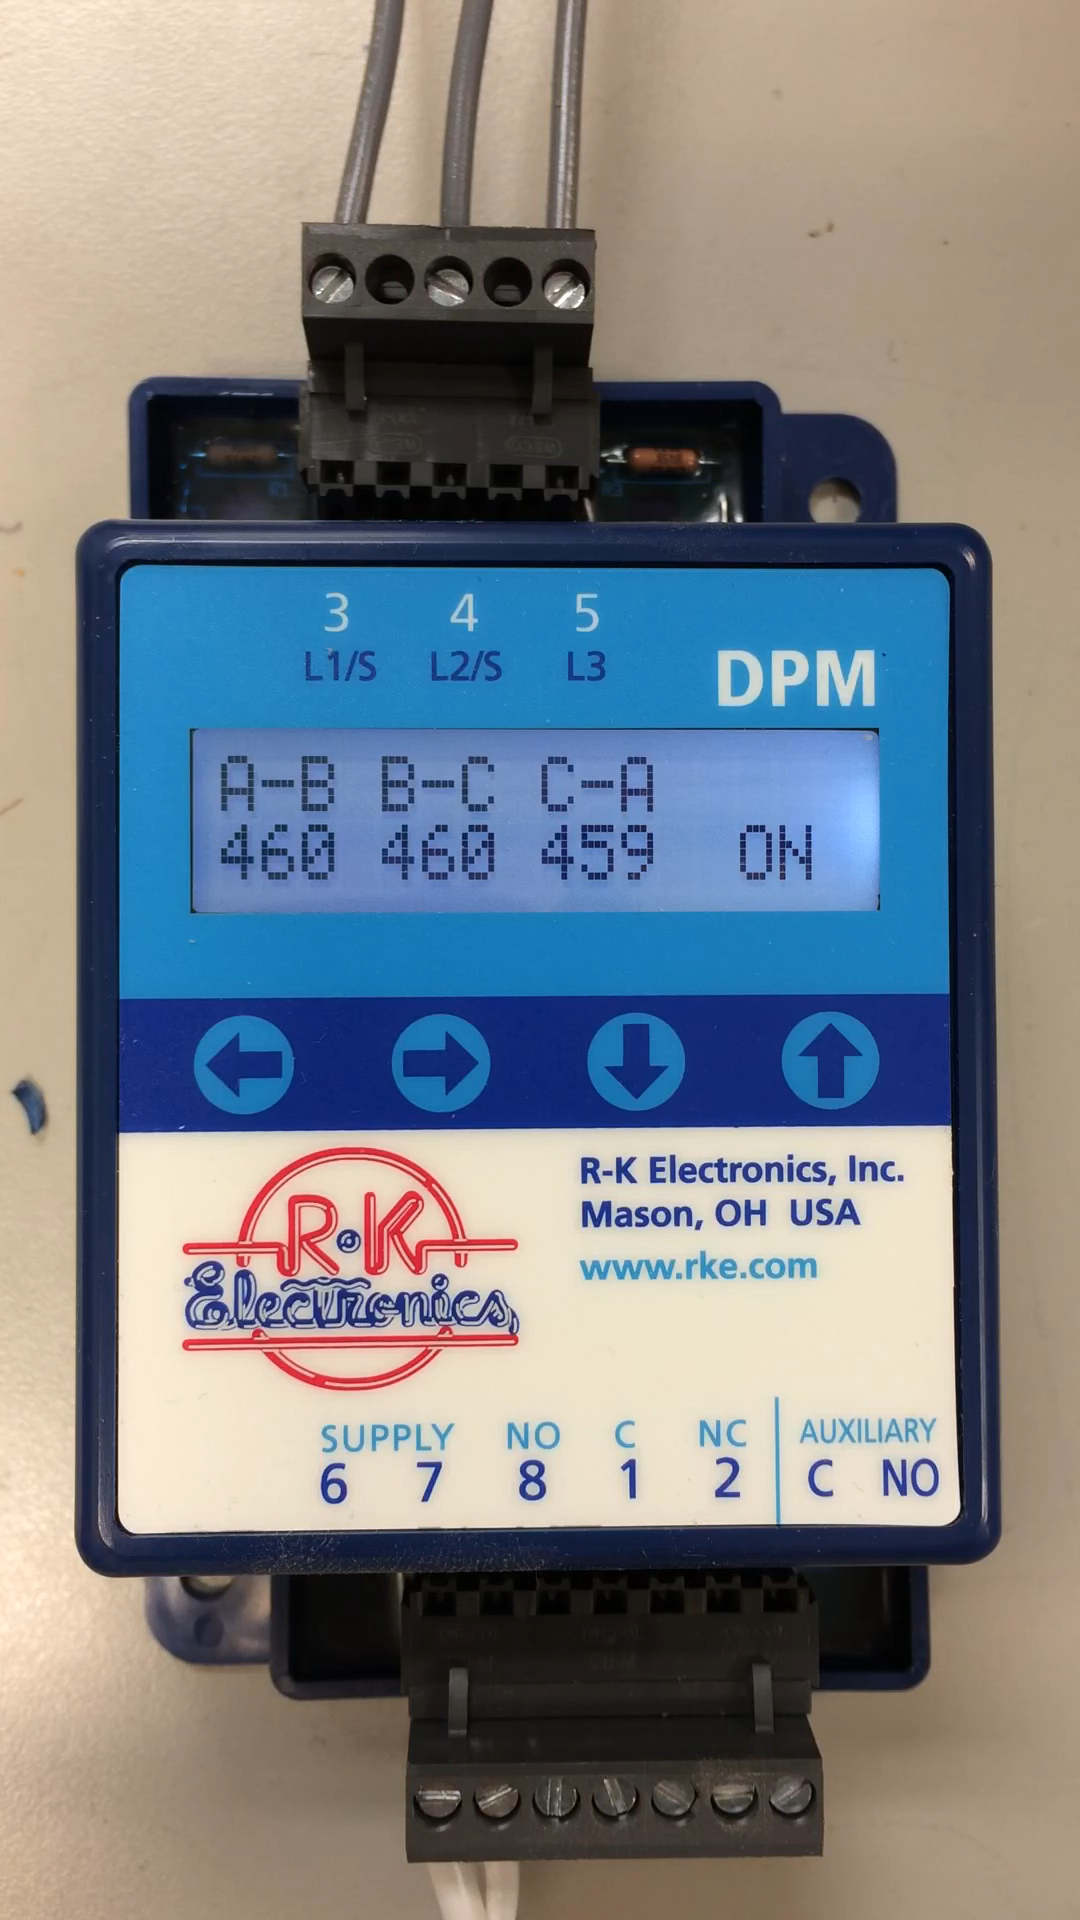 3 4 5
L1/S L2/S L3
DPM
A-B B-C C-A
460 460 459 ON
R-K Electronics, Inc.
Mason, OH USA
www.rke.com
R·K
Electronics,
SUPPLY NO C NC AUXILIARY
6 7 8 1 2 C NO